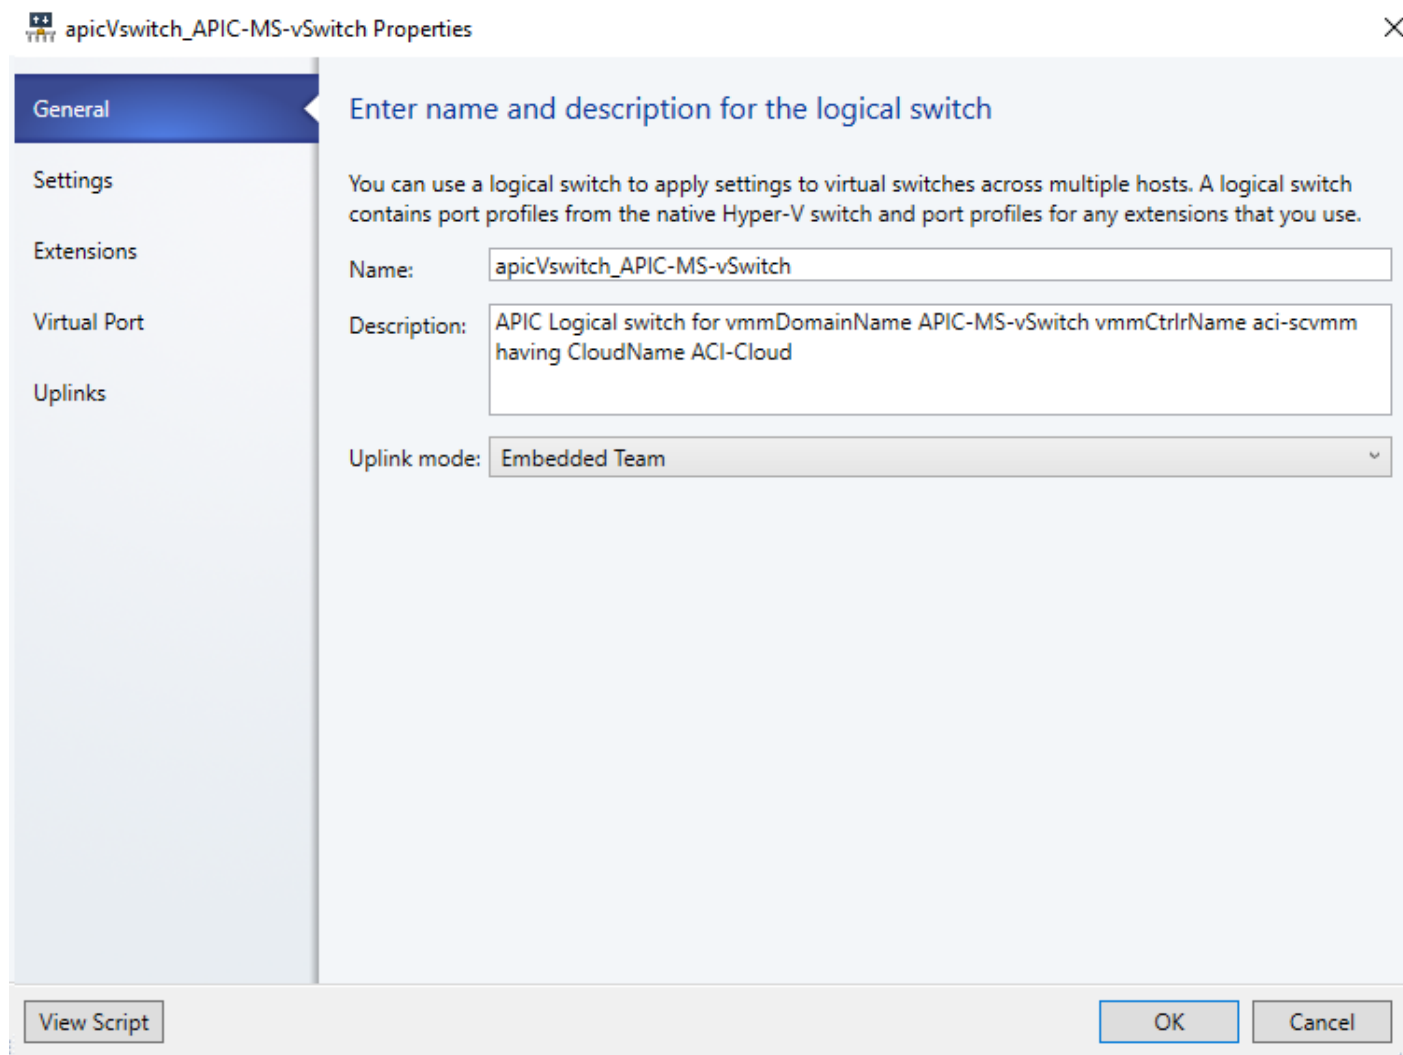 apicVswitch_APIC-MS-vSwitch Properties
General
Settings
Extensions
Virtual Port
Uplinks
Enter name and description for the logical switch
You can use a logical switch to apply settings to virtual switches across multiple hosts. A logical switch
contains port profiles from the native Hyper-V switch and port profiles for any extensions that you use.
Name: apicVswitch_APIC-MS-vSwitch
Description: APIC Logical switch for vmmDomainName APIC-MS-vSwitch vmmCtrlrName aci-scvmm
having CloudName ACI-Cloud
Uplink mode: Embedded Team
View Script
OK
Cancel